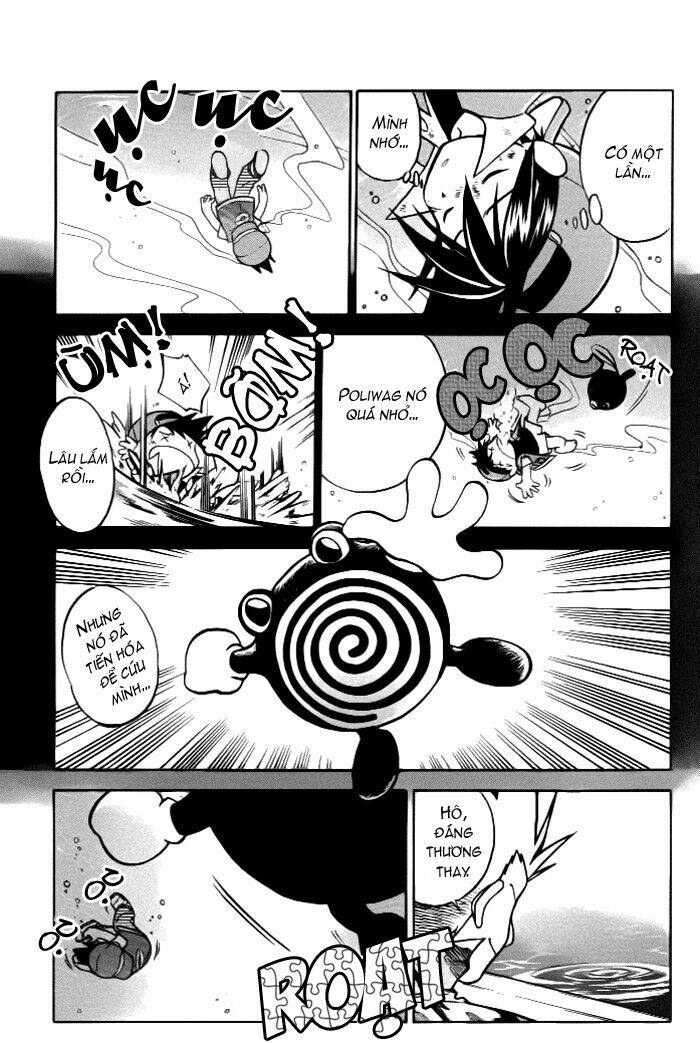 CÓ MỘT
LẦN...
MÌNH
NHỚ...
ỤC
ỤC
ỤC
ROẠT
ỌC
ỌC
POLIWAG NÓ
QUÁ NHỎ...
BÕM!
Á!
ÙM!
LÂU LẮM
RỒI...
NHƯNG
NÓ ĐÃ
TIẾN HÓA
ĐỂ CỨU
MÌNH...
HÔ,
ĐÁNG
THƯƠNG
THAY.
ROẠT
Ò.
Ò.